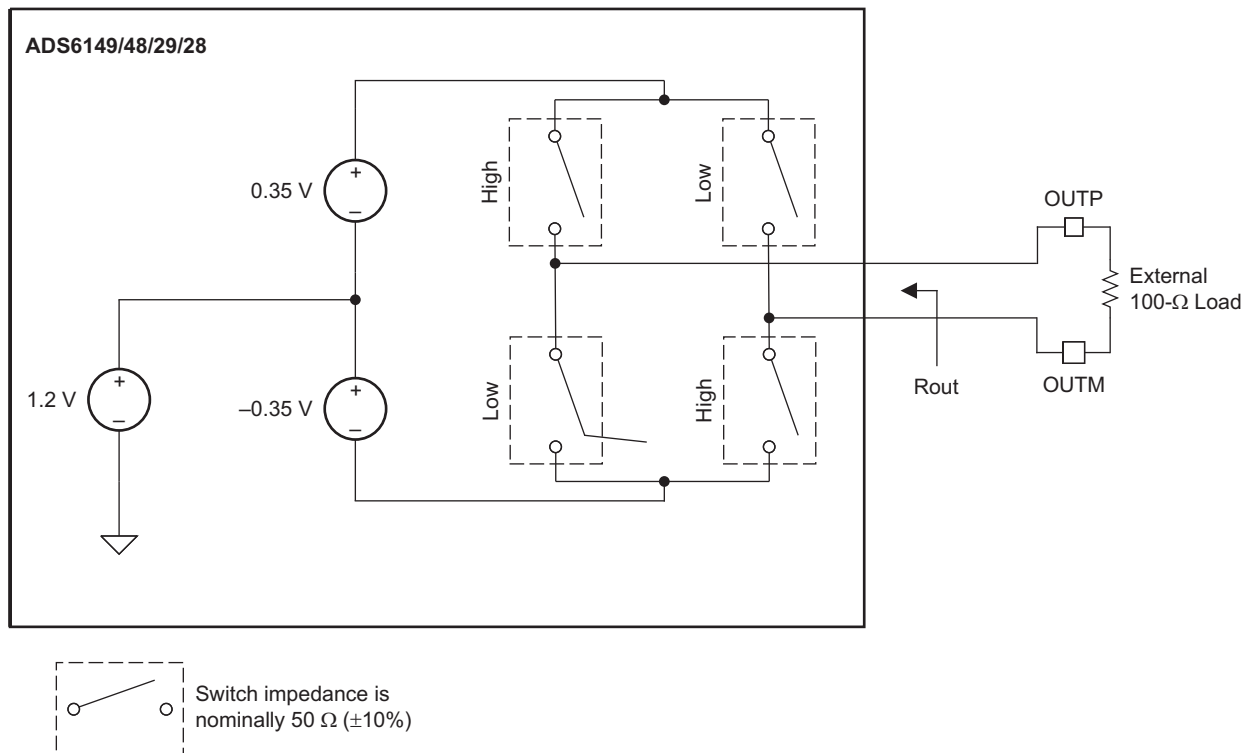 ADS6149/48/29/28
0.35 V
+
–
High
Low
OUTP
External
100-Ω Load
1.2 V
+
–
–0.35 V
+
–
Low
High
Rout
OUTM
Switch impedance is
nominally 50 Ω (±10%)